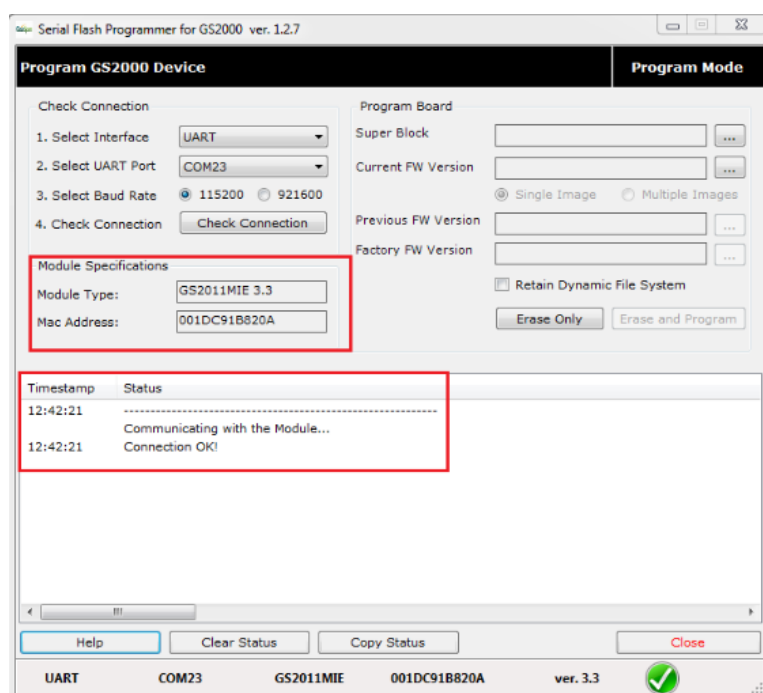 Serial Flash Programmer for GS2000 ver. 1.2.7
Program GS2000 Device
Program Mode
Check Connection
1. Select Interface UART
2. Select UART Port COM23
3. Select Baud Rate 115200 921600
4. Check Connection Check Connection
Module Specifications
Module Type: GS2011MIE 3.3
Mac Address: 001DC91B820A
Program Board
Super Block ...
Current FW Version ...
Single Image Multiple Images
Previous FW Version ...
Factory FW Version ...
Retain Dynamic File System
Erase Only Erase and Program
Timestamp Status
12:42:21 ------------------------------------------------------------
Communicating with the Module...
12:42:21 Connection OK!
Help Clear Status Copy Status Close
UART COM23 GS2011MIE 001DC91B820A ver. 3.3